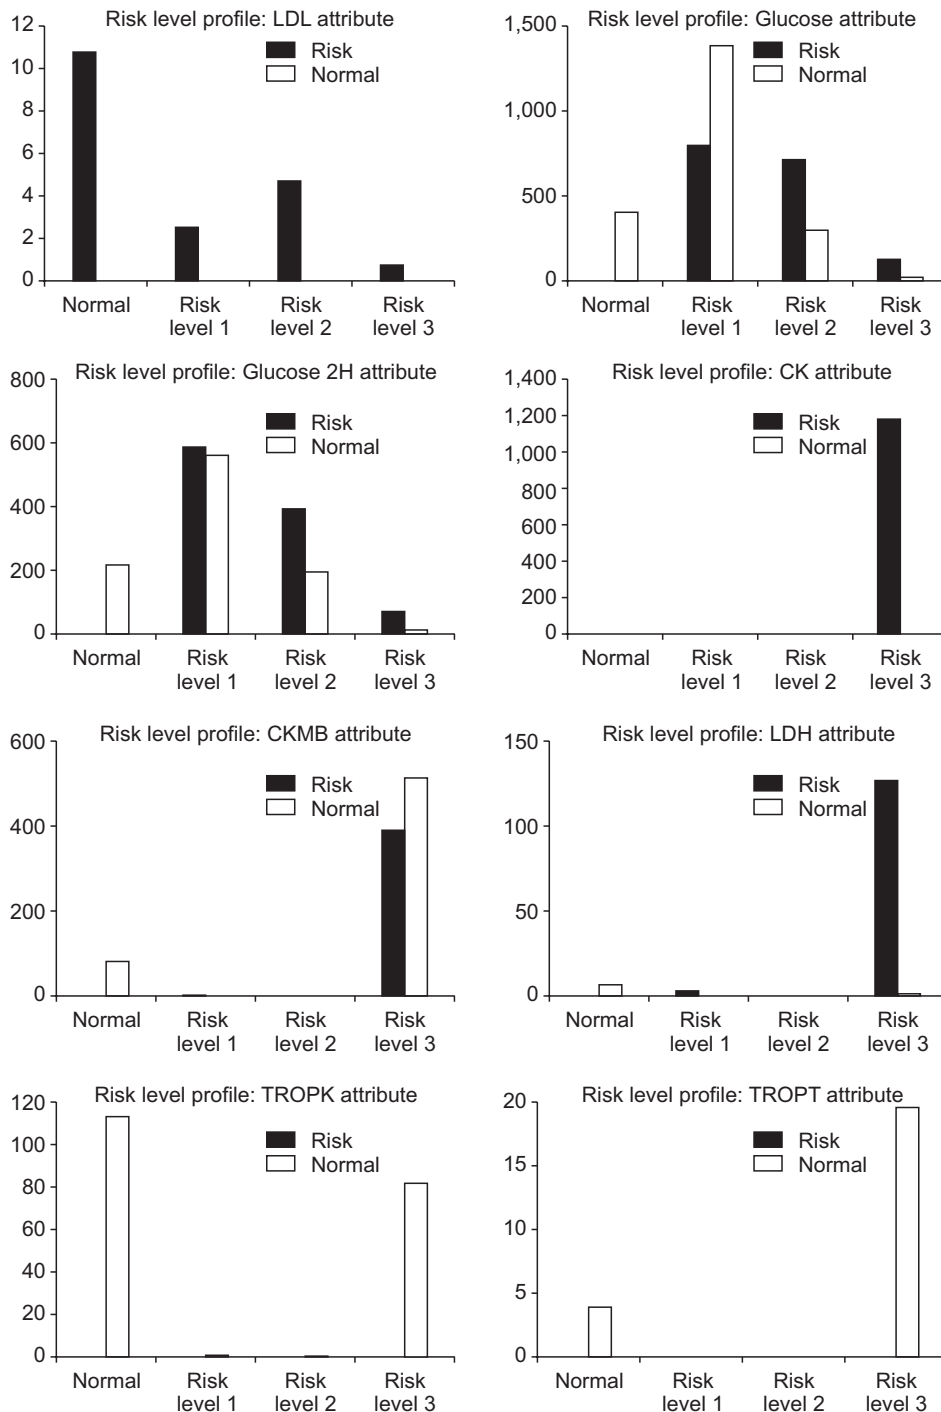 Risk level profile: LDL attribute
Risk
Normal
12
10
8
6
4
2
0
Normal
Risk
level 1
Risk
level 2
Risk
level 3
Risk level profile: Glucose attribute
Risk
Normal
1,500
1,000
500
0
Normal
Risk
level 1
Risk
level 2
Risk
level 3
Risk level profile: Glucose 2H attribute
Risk
Normal
800
600
400
200
0
Normal
Risk
level 1
Risk
level 2
Risk
level 3
Risk level profile: CK attribute
Risk
Normal
1,400
1,200
1,000
800
600
400
200
0
Normal
Risk
level 1
Risk
level 2
Risk
level 3
Risk level profile: CKMB attribute
Risk
Normal
600
400
200
0
Normal
Risk
level 1
Risk
level 2
Risk
level 3
Risk level profile: LDH attribute
Risk
Normal
150
100
50
0
Normal
Risk
level 1
Risk
level 2
Risk
level 3
Risk level profile: TROPK attribute
Risk
Normal
120
100
80
60
40
20
0
Normal
Risk
level 1
Risk
level 2
Risk
level 3
Risk level profile: TROPT attribute
Risk
Normal
20
15
10
5
0
Normal
Risk
level 1
Risk
level 2
Risk
level 3